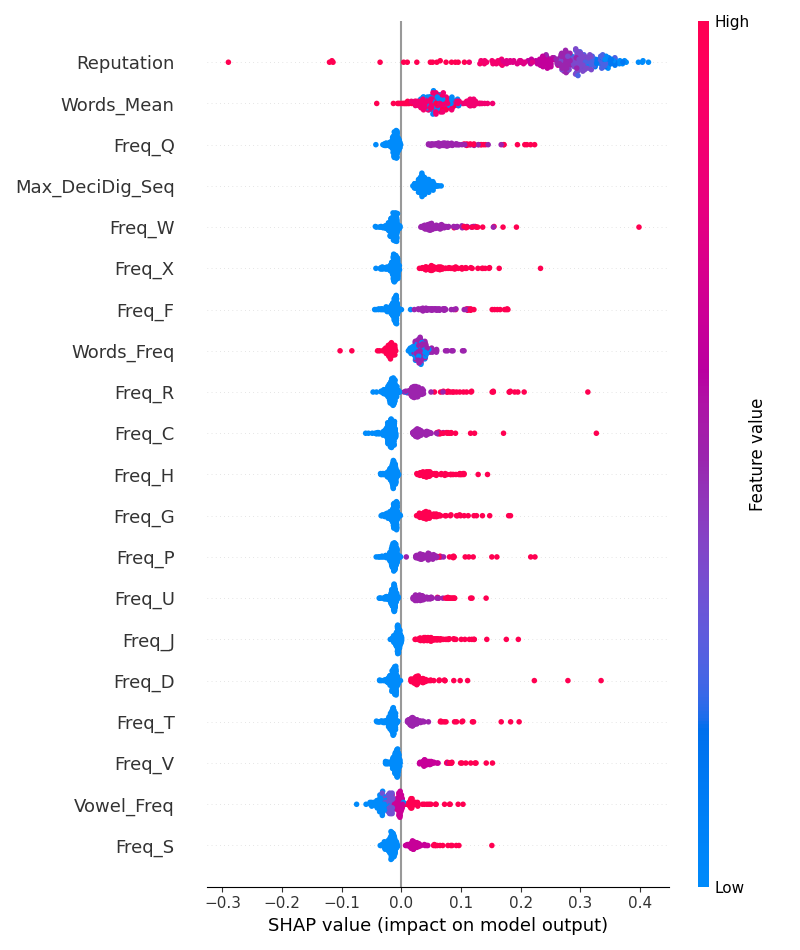 High
Reputation
Words_Mean
Freq_Q
Max_DeciDig_Seq
Freq_W
Freq_X
Freq_F
Words_Freq
Freq_R
Freq_C
Freq_H
Freq_G
Freq_P
Freq_U
Freq_J
Freq_D
Freq_T
Freq_V
Vowel_Freq
Freq_S
Feature value
Low
−0.3 −0.2 −0.1 0.0 0.1 0.2 0.3 0.4
SHAP value (impact on model output)